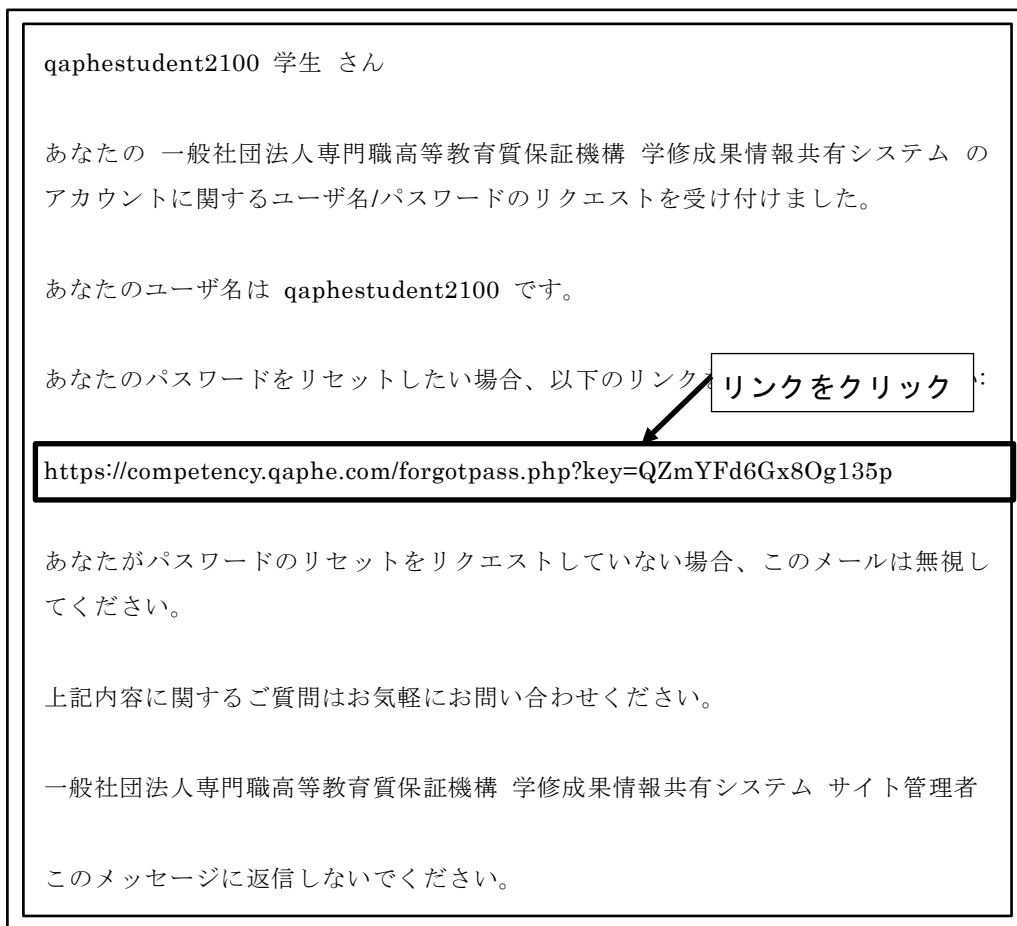 qaphestudent2100 学生 さん
あなたの 一般社団法人専門職高等教育質保証機構 学修成果情報共有システム の
アカウントに関するユーザ名/パスワードのリクエストを受け付けました。
あなたのユーザ名は qaphestudent2100 です。
あなたのパスワードをリセットしたい場合、以下のリンク
リンクをクリック
https://competency.qaphe.com/forgotpass.php?key=QZmYFd6Gx8Og135p
あなたがパスワードのリセットをリクエストしていない場合、このメールは無視し
てください。
上記内容に関するご質問はお気軽にお問い合わせください。
一般社団法人専門職高等教育質保証機構 学修成果情報共有システム サイト管理者
このメッセージに返信しないでください。